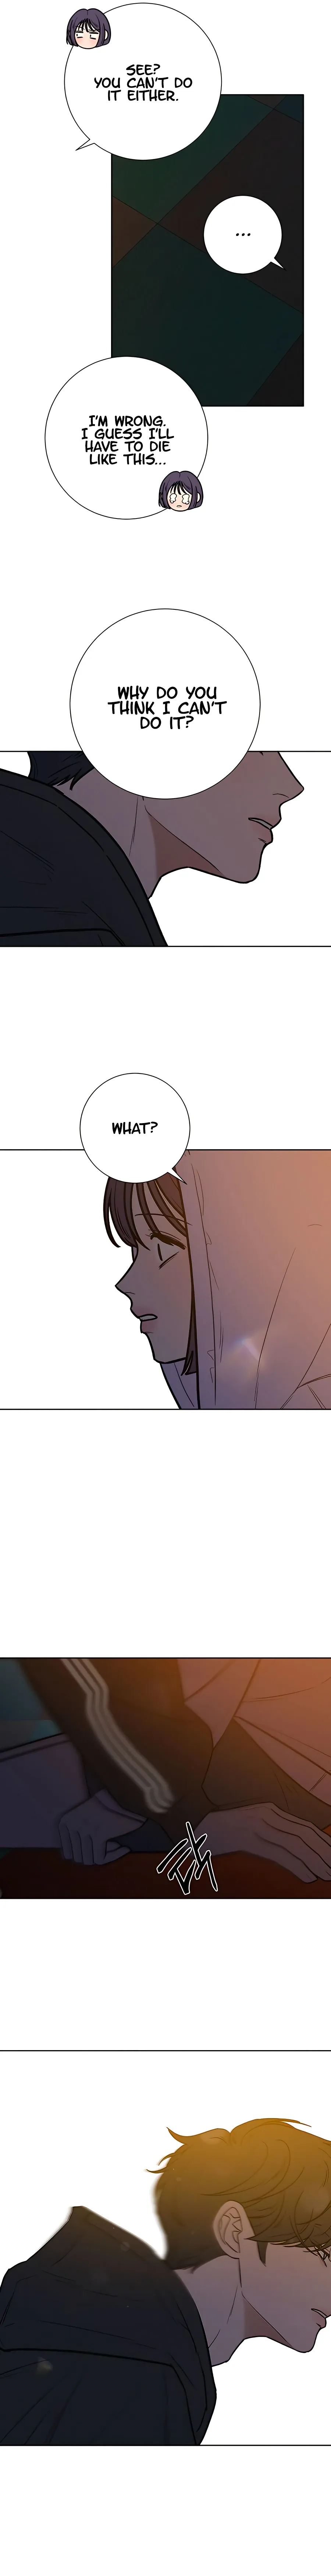 SEE?
YOU CAN'T DO
IT EITHER.
...
I'M WRONG.
I GUESS I'LL
HAVE TO DIE
LIKE THIS...
WHY DO YOU
THINK I CAN'T
DO IT?
WHAT?
탁